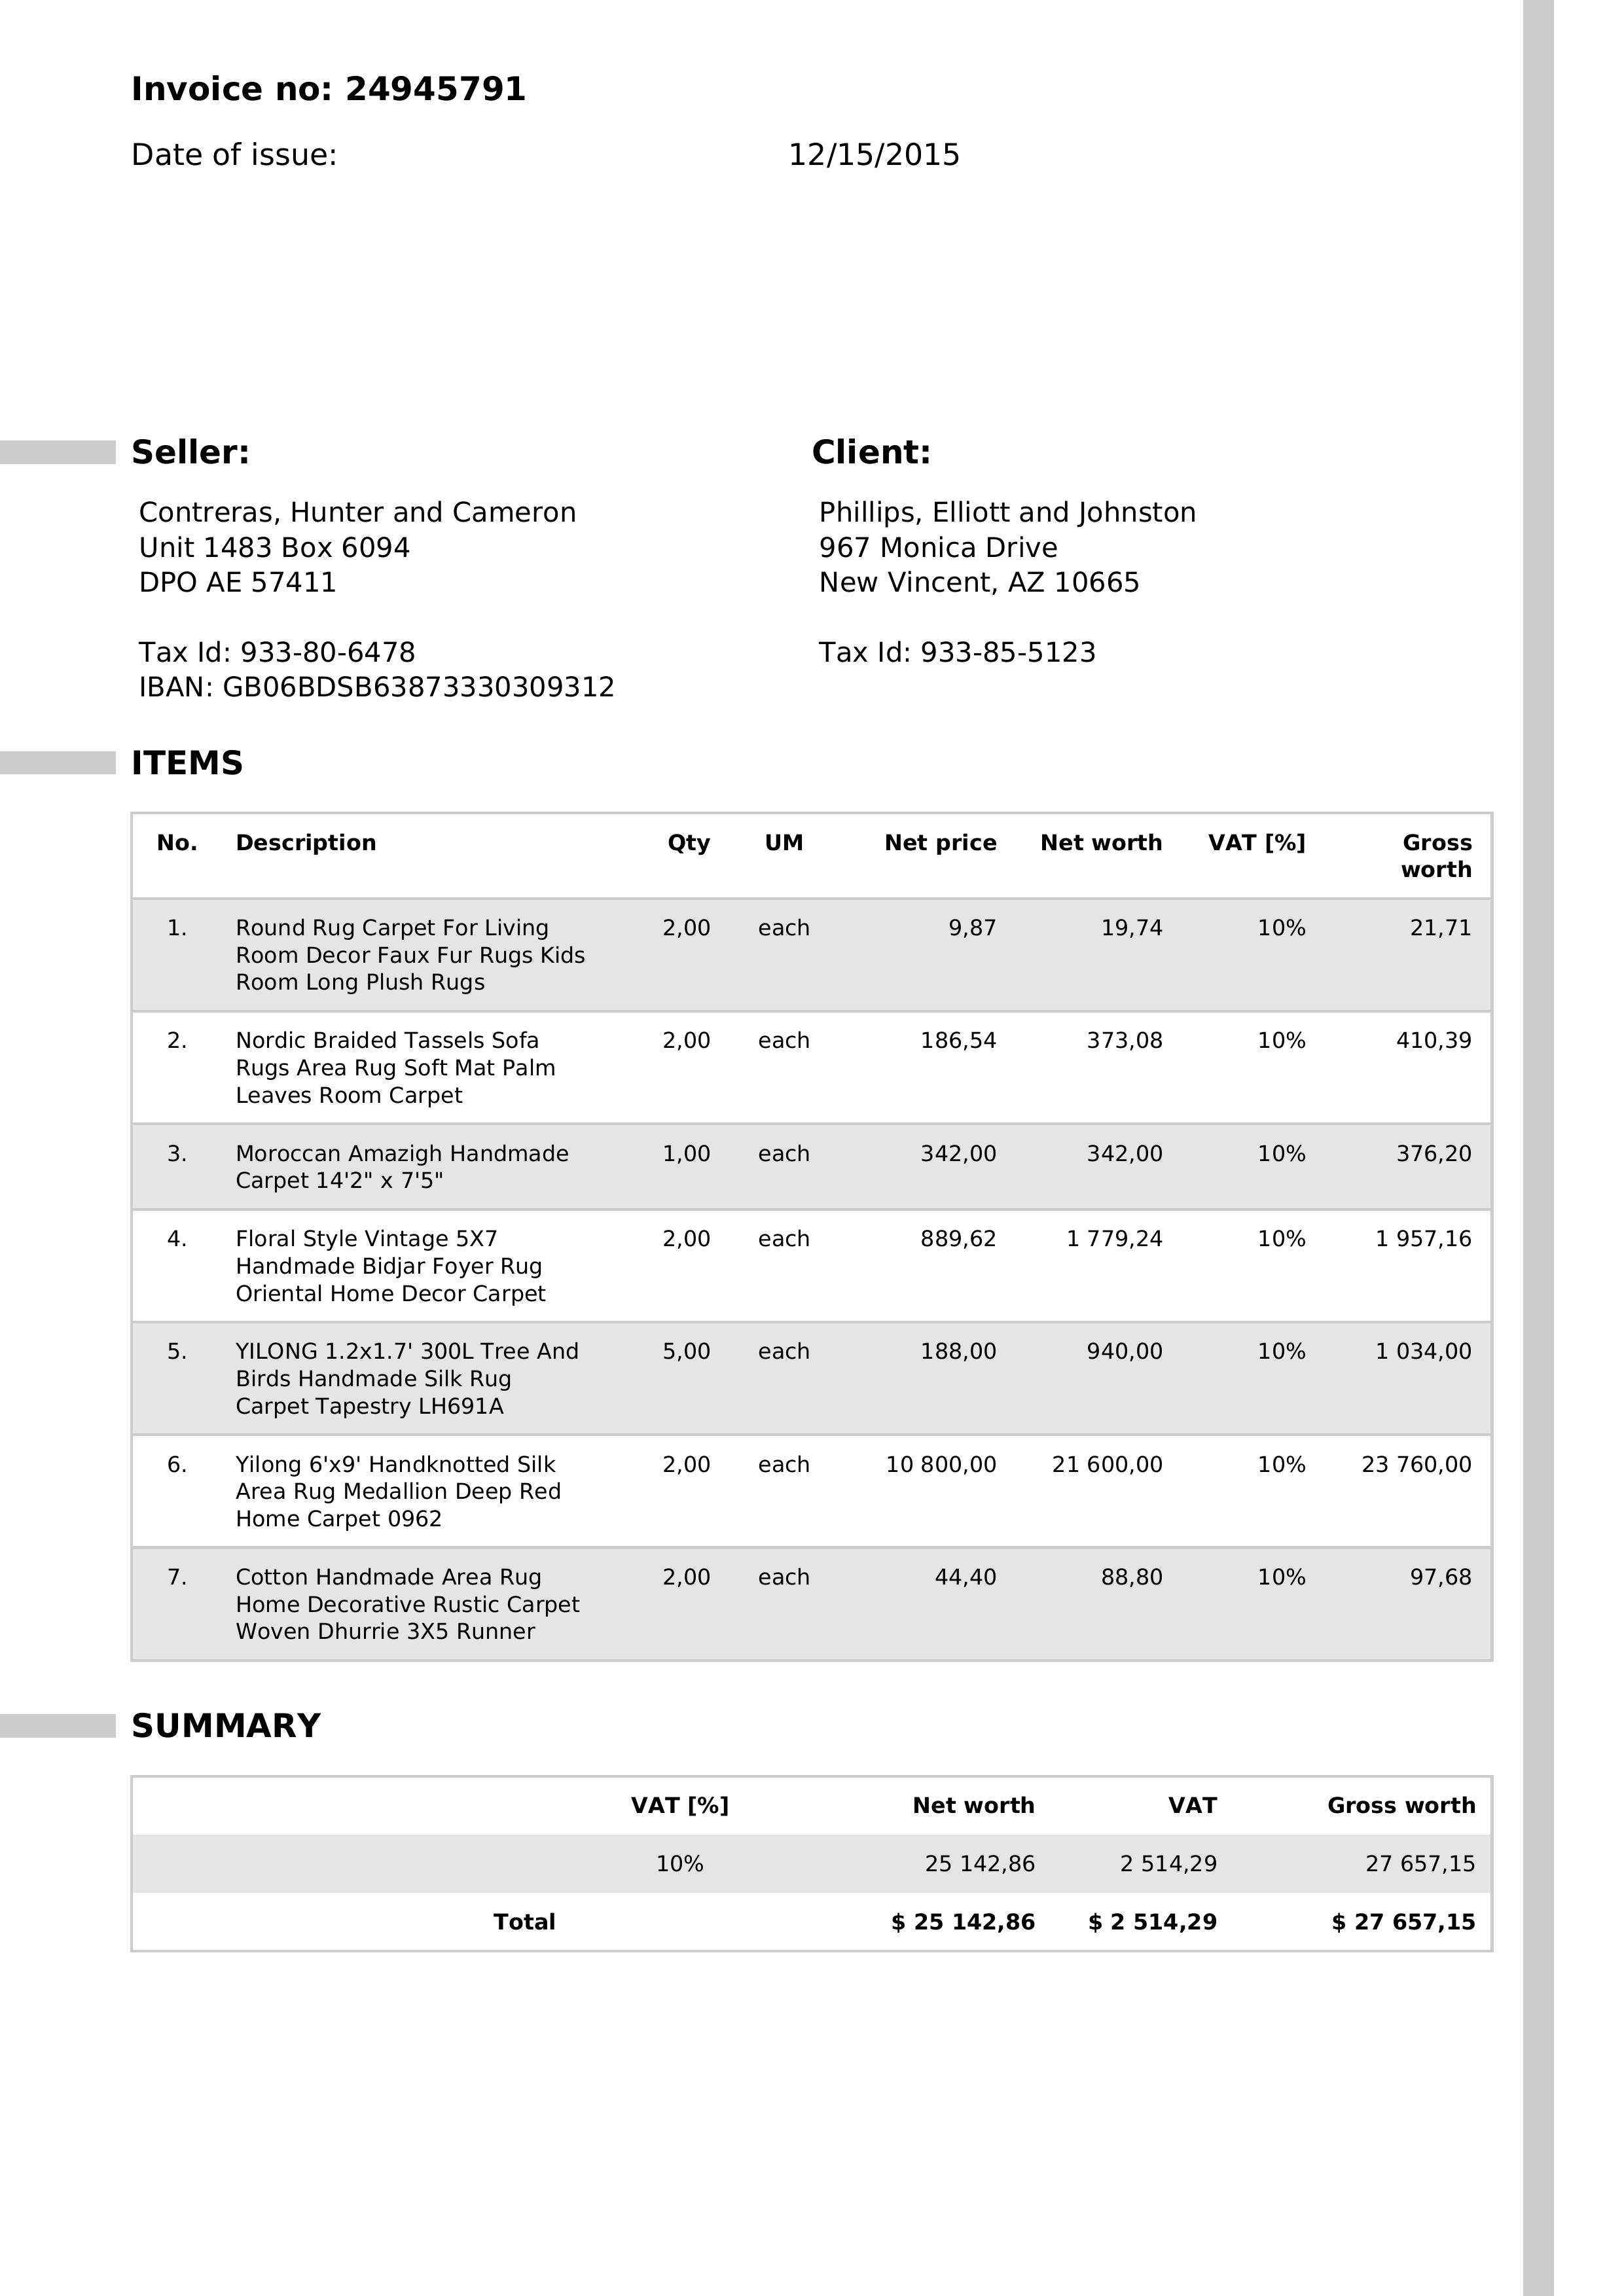 Invoice no: 24945791
Date of issue: 12/15/2015
Seller: Client:
Contreras, Hunter and Cameron Phillips, Elliott and Johnston
Unit 1483 Box 6094 967 Monica Drive
DPO AE 57411 New Vincent, AZ 10665
Tax Id: 933-80-6478 Tax Id: 933-85-5123
IBAN: GB06BDSB63873330309312
ITEMS
No. Description Qty UM Net price Net worth VAT [%] Gross
worth
1. Round Rug Carpet For Living 2,00 each 9,87 19,74 10% 21,71
Room Decor Faux Fur Rugs Kids
Room Long Plush Rugs
2. Nordic Braided Tassels Sofa 2,00 each 186,54 373,08 10% 410,39
Rugs Area Rug Soft Mat Palm
Leaves Room Carpet
3. Moroccan Amazigh Handmade 1,00 each 342,00 342,00 10% 376,20
Carpet 14'2" x 7'5"
4. Floral Style Vintage 5X7 2,00 each 889,62 1 779,24 10% 1 957,16
Handmade Bidjar Foyer Rug
Oriental Home Decor Carpet
5. YILONG 1.2x1.7' 300L Tree And 5,00 each 188,00 940,00 10% 1 034,00
Birds Handmade Silk Rug
Carpet Tapestry LH691A
6. Yilong 6'x9' Handknotted Silk 2,00 each 10 800,00 21 600,00 10% 23 760,00
Area Rug Medallion Deep Red
Home Carpet 0962
7. Cotton Handmade Area Rug 2,00 each 44,40 88,80 10% 97,68
Home Decorative Rustic Carpet
Woven Dhurrie 3X5 Runner
SUMMARY
VAT [%] Net worth VAT Gross worth
10% 25 142,86 2 514,29 27 657,15
Total $ 25 142,86 $ 2 514,29 $ 27 657,15